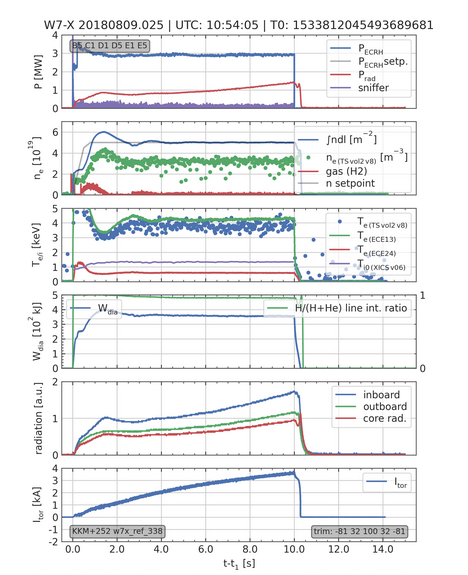 W7-X 20180809.025 | UTC: 10:54:05 | T0: 1533812045493689681
B5 C1 D1 D5 E1 E5
P [MW]
4
3
2
1
0
P_ECRH
P_ECRH setp.
P_rad
sniffer
n_e [10^19]
6
4
2
0
∫ndl [m^-2]
n_e (TS vol2 v8) [m^-3]
gas (H2)
n setpoint
T_e/i [keV]
5
4
3
2
1
0
T_e (TS vol2 v8)
T_e (ECE13)
T_e (ECE24)
T_i0 (XICS v06)
W_dia [10^2 kJ]
5
4
3
2
1
0
W_dia
H/(H+He) line int. ratio
1
0
radiation [a.u.]
2
1
0
inboard
outboard
core rad.
I_tor [kA]
4
3
2
1
0
-1
-2
I_tor
KKM+252 w7x_ref_338
trim: -81 32 100 32 -81
0.0 2.0 4.0 6.0 8.0 10.0 12.0 14.0
t-t_1 [s]